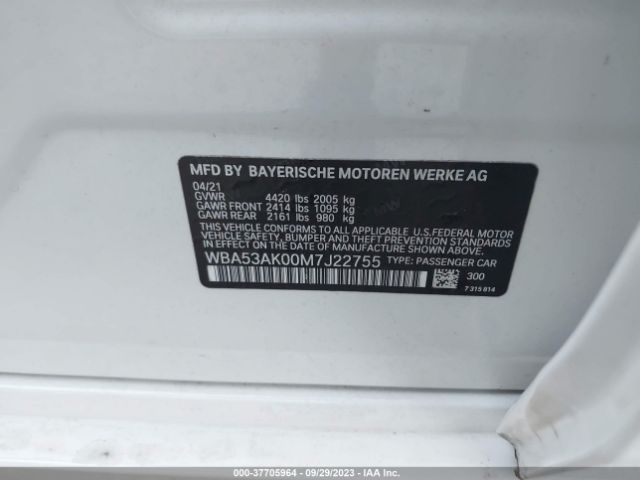 MFD BY BAYERISCHE MOTOREN WERKE AG
04/21
GVWR 4420 lbs 2005 kg
GAWR FRONT 2414 lbs 1095 kg
GAWR REAR 2161 lbs 980 kg
THIS VEHICLE CONFORMS TO ALL APPLICABLE U.S.FEDERAL MOTOR
VEHICLE SAFETY, BUMPER AND THEFT PREVENTION STANDARDS
IN EFFECT ON THE DATE OF MANUFACTURE SHOWN ABOVE.
WBA53AK00M7J22755 TYPE: PASSENGER CAR
300
7 315 814
000-37705964 - 09/29/2023 - IAA Inc.